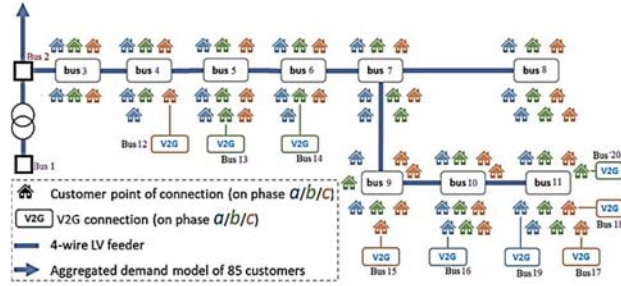 Bus 2
bus 3
bus 4
bus 5
bus 6
bus 7
bus 8
Bus12
V2G
V2G
V2G
Bus 13
Bus 14
Bus 1
bus 9
bus 10
bus 11
Bus 20
V2G
V2G
Bus 18
V2G
V2G
V2G
V2G
Bus 15
Bus 16
Bus 19
Bus 17
Customer point of connection (on phase a/b/c)
V2G V2G connection (on phase a/b/c)
4-wire LV feeder
Aggregated demand model of 85 customers